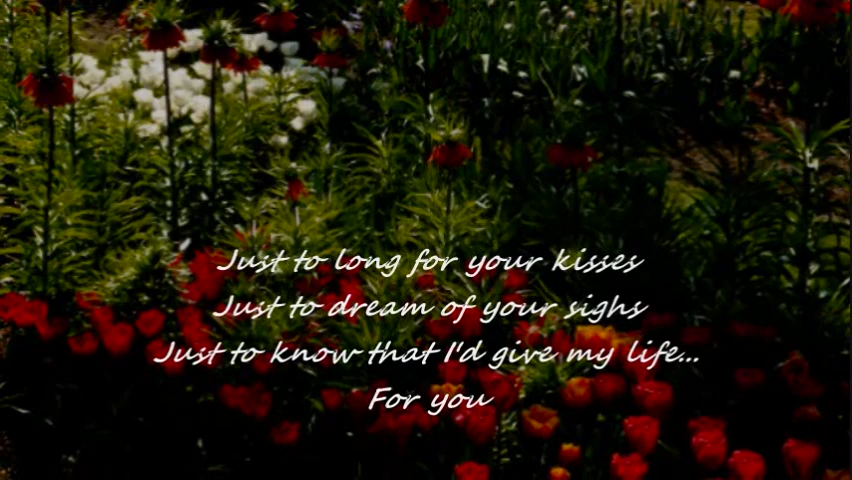 Just to long for your kisses
Just to dream of your sighs
Just to know that I'd give my life...
For you